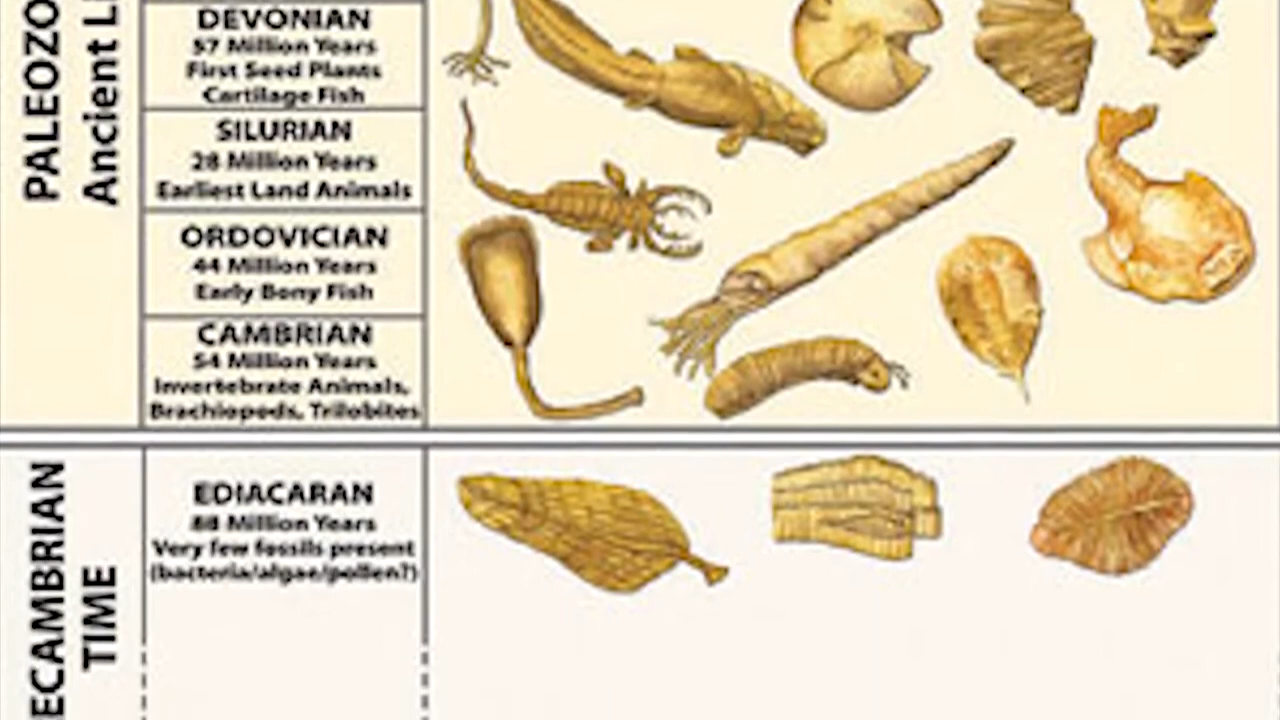 PALEOZO
Ancient L
DEVONIAN
57 Million Years
First Seed Plants
Cartilage Fish
SILURIAN
28 Million Years
Earliest Land Animals
ORDOVICIAN
44 Million Years
Early Bony Fish
CAMBRIAN
54 Million Years
Invertebrate Animals,
Brachiopods, Trilobites
ECAMBRIAN
TIME
EDIACARAN
88 Million Years
Very few fossils present
(bacteria/algae/pollen?)